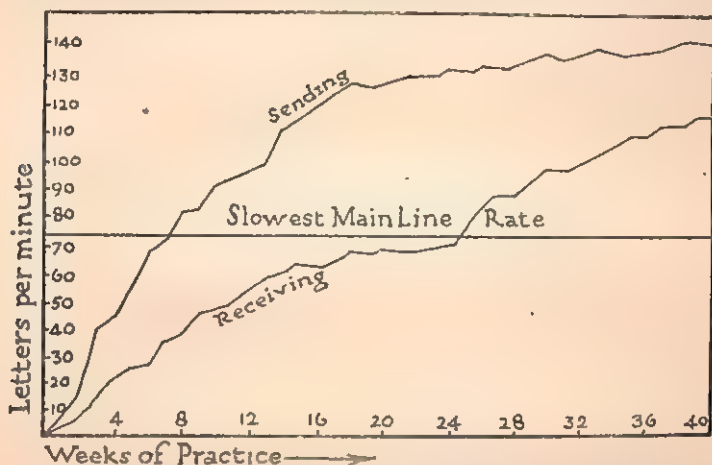 140
130
120
110
100
90
80
70
60
50
40
30
20
10
Letters per minute
Sending
Slowest Main Line Rate
Receiving
4 8 12 16 20 24 28 32 36 40
Weeks of Practice